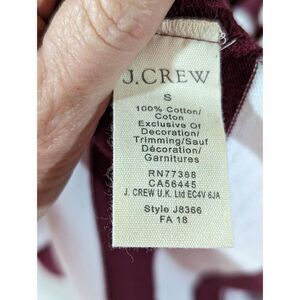 J.CREW
S
100% Cotton/
Coton
Exclusive Of
Decoration/
Trimming/Sauf
Décoration/
Garnitures
RN77388
CA56445
J. CREW U.K. Ltd EC4V 6JA
Style J8366
FA 18